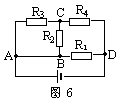 R₃ C R₄
R₂
A B R₁ D
图 6